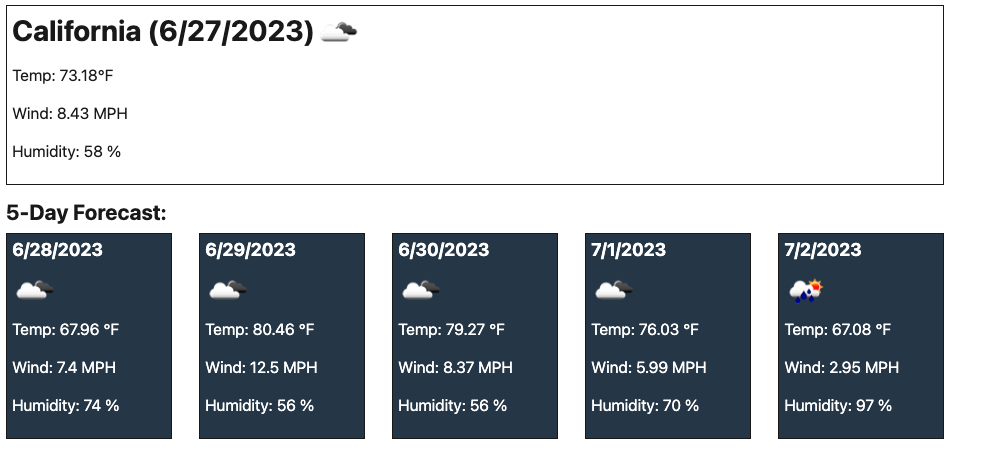 California (6/27/2023)
Temp: 73.18°F
Wind: 8.43 MPH
Humidity: 58 %
5-Day Forecast:
6/28/2023
Temp: 67.96 °F
Wind: 7.4 MPH
Humidity: 74 %
6/29/2023
Temp: 80.46 °F
Wind: 12.5 MPH
Humidity: 56 %
6/30/2023
Temp: 79.27 °F
Wind: 8.37 MPH
Humidity: 56 %
7/1/2023
Temp: 76.03 °F
Wind: 5.99 MPH
Humidity: 70 %
7/2/2023
Temp: 67.08 °F
Wind: 2.95 MPH
Humidity: 97 %